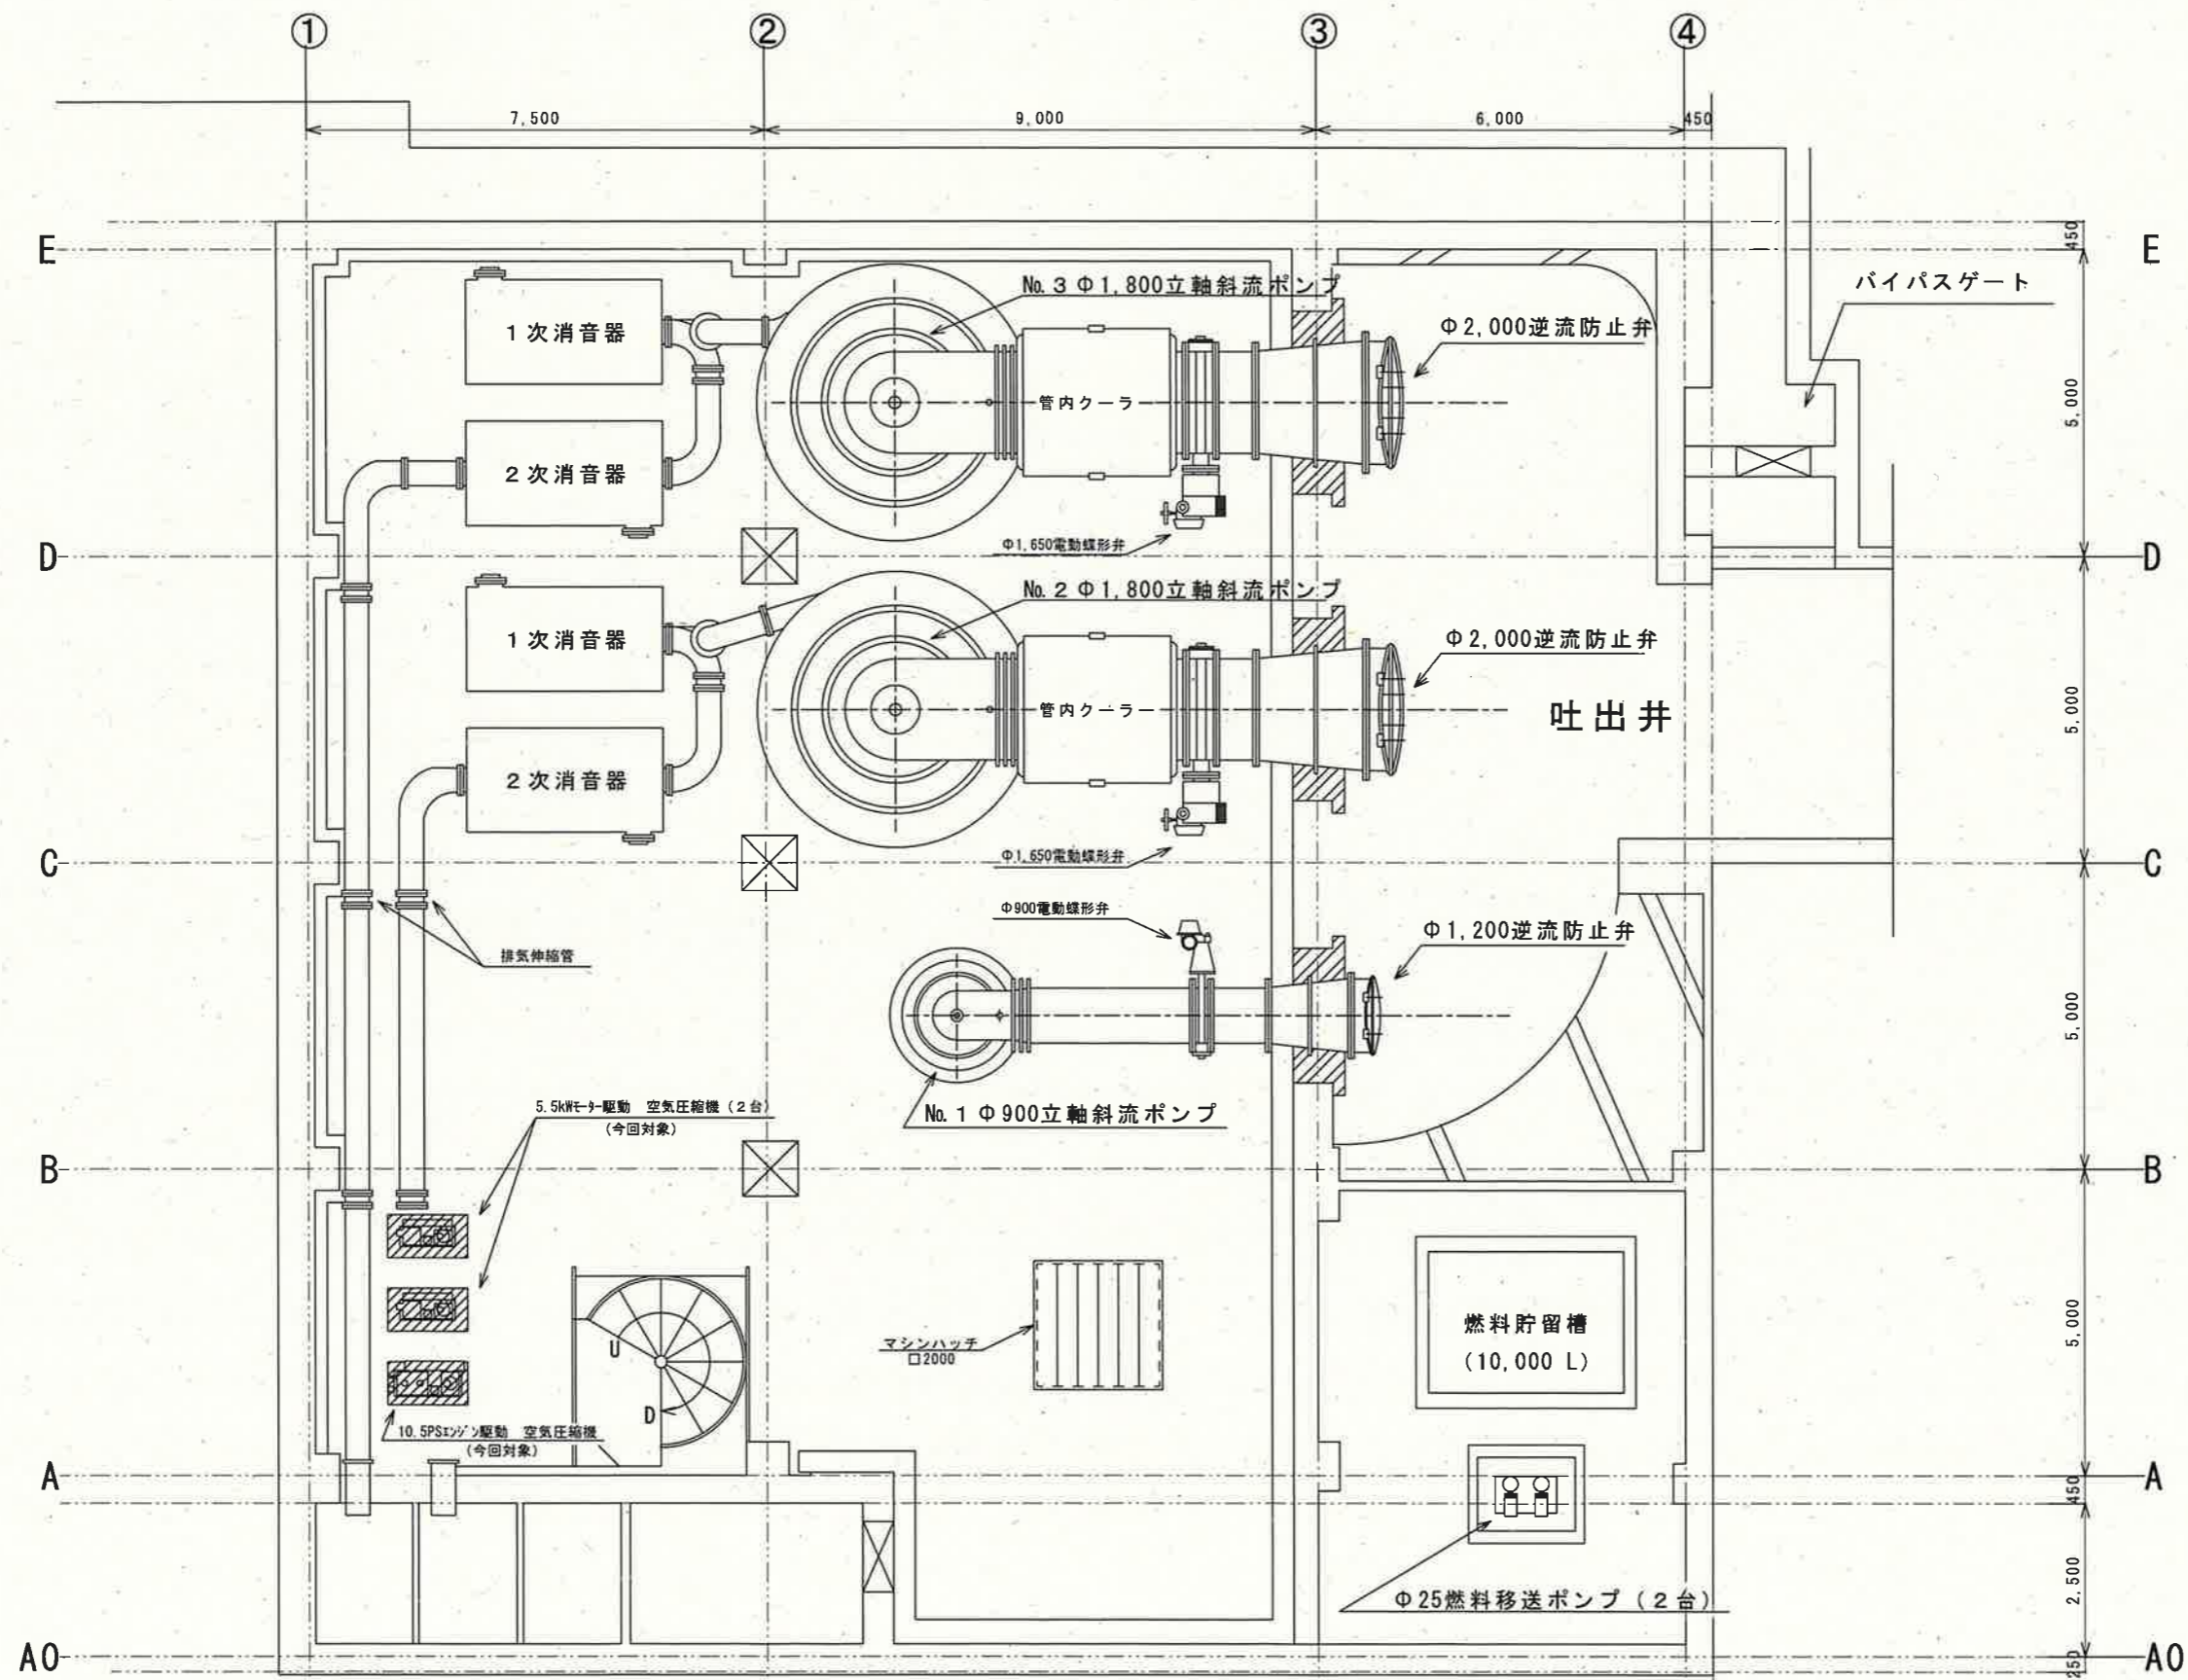 ① ② ③ ④
7,500 9,000 6,000 450
E E
450
バイパスゲート
No.3 Φ1,800立軸斜流ポンプ
1次消音器
Φ2,000逆流防止弁
管内クーラ
5,000
2次消音器
Φ1,650電動蝶形弁
D D
No.2 Φ1,800立軸斜流ポンプ
1次消音器
Φ2,000逆流防止弁
管内クーラー
吐出井
5,000
2次消音器
Φ1,650電動蝶形弁
C C
Φ900電動蝶形弁
Φ1,200逆流防止弁
排気伸縮管
5,000
5.5kWモーター駆動 空気圧縮機(2台)
(今回対象)
No.1 Φ900立軸斜流ポンプ
B B
燃料貯留槽
(10,000 L)
5,000
マシンハッチ
□2000
U
D
10.5PSエンジン駆動 空気圧縮機
(今回対象)
A A
450
Φ25燃料移送ポンプ(2台)
2,500
A0 A0
250